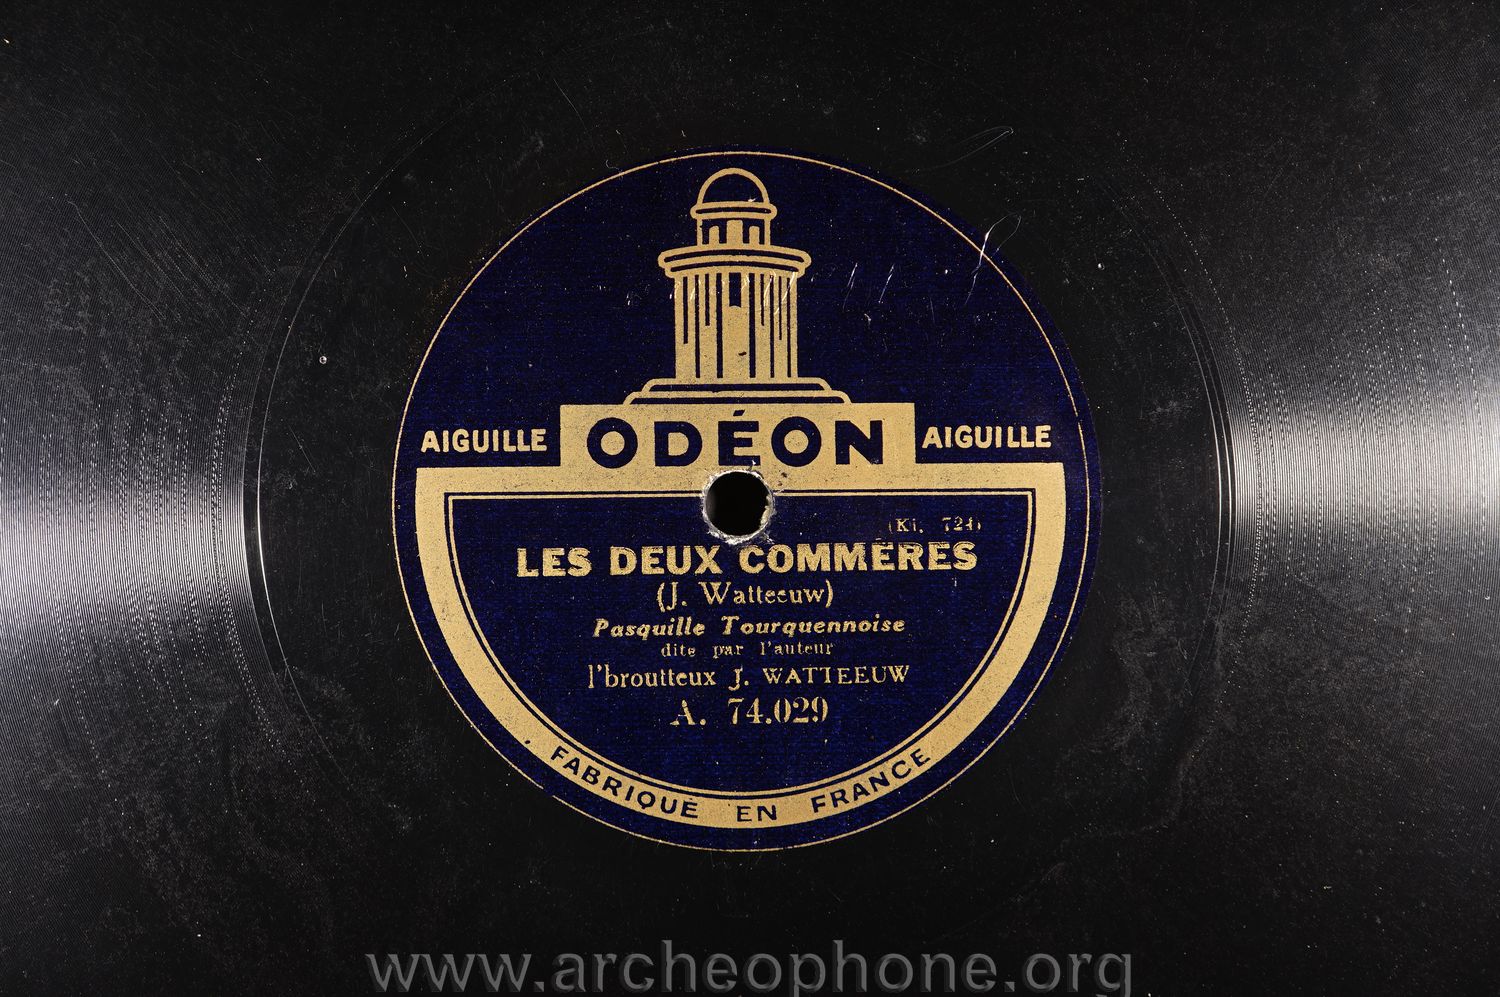 ODÉON
AIGUILLE AIGUILLE
(Ki. 724)
LES DEUX COMMÈRES
(J. Watteeuw)
Pasquille Tourquennoise
dite par l'auteur
l'broutteux J. WATTEEUW
A. 74.029
FABRIQUÉ EN FRANCE
www.archeophone.org